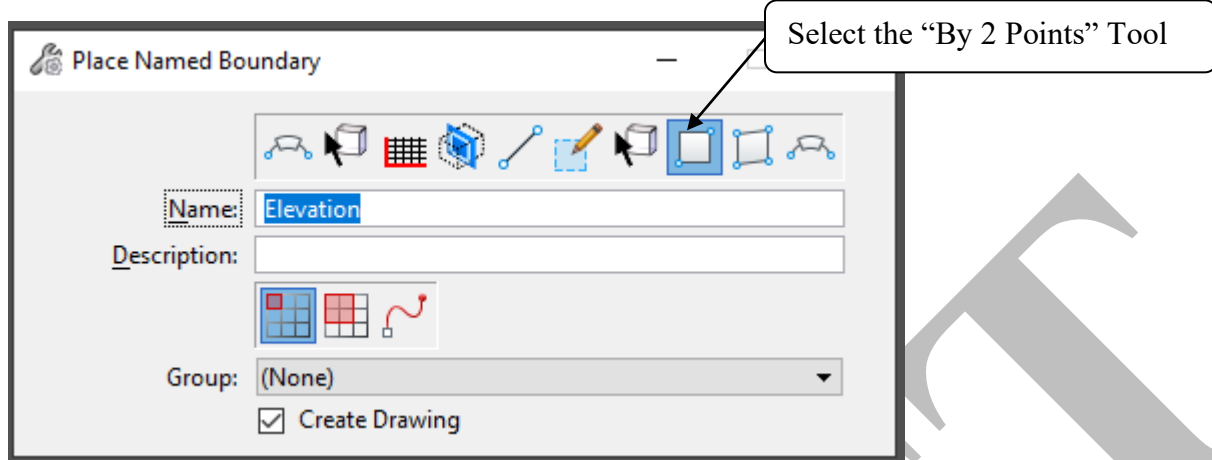 Select the “By 2 Points” Tool
Place Named Boundary
Name: Elevation
Description:
Group: (None)
Create Drawing
T